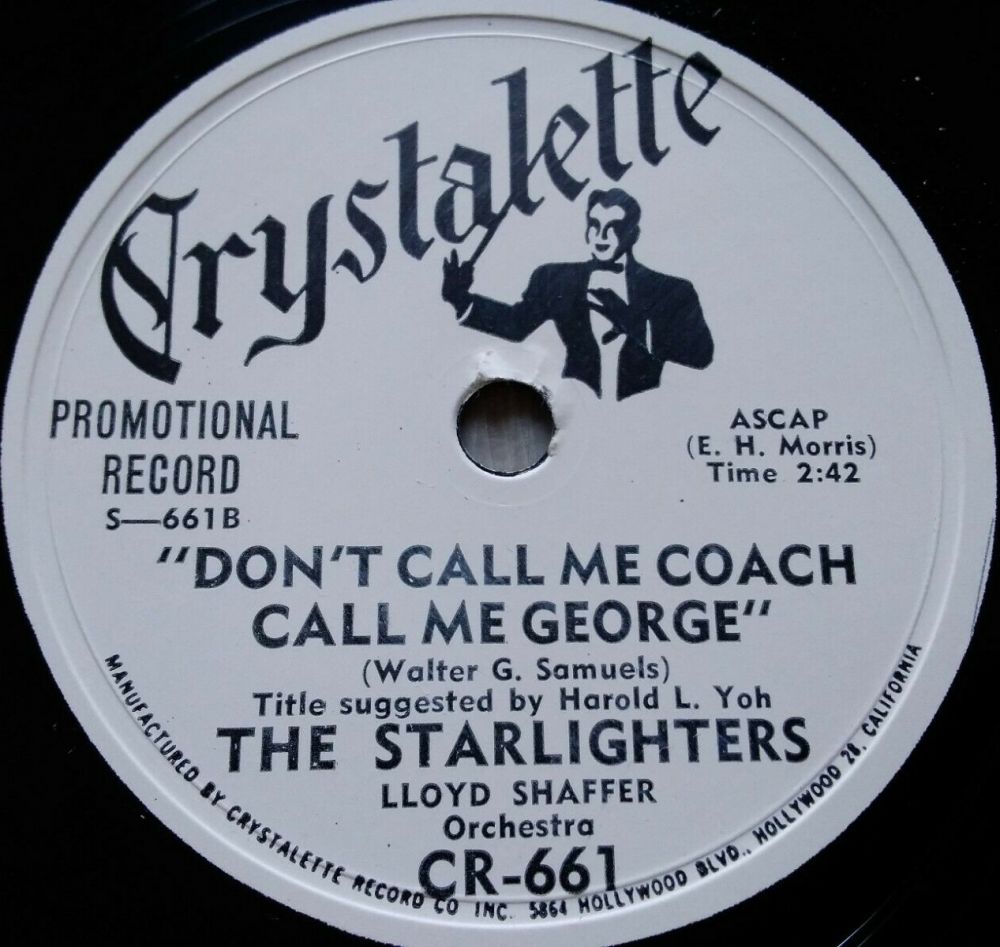 Crystalette
PROMOTIONAL
RECORD
S—661B
ASCAP
(E. H. Morris)
Time 2:42
"DON'T CALL ME COACH
CALL ME GEORGE"
(Walter G. Samuels)
Title suggested by Harold L. Yoh
THE STARLIGHTERS
LLOYD SHAFFER
Orchestra
CR-661
MANUFACTURED BY CRYSTALETTE RECORD CO INC. 5864 HOLLYWOOD BLVD., HOLLYWOOD 28, CALIFORNIA